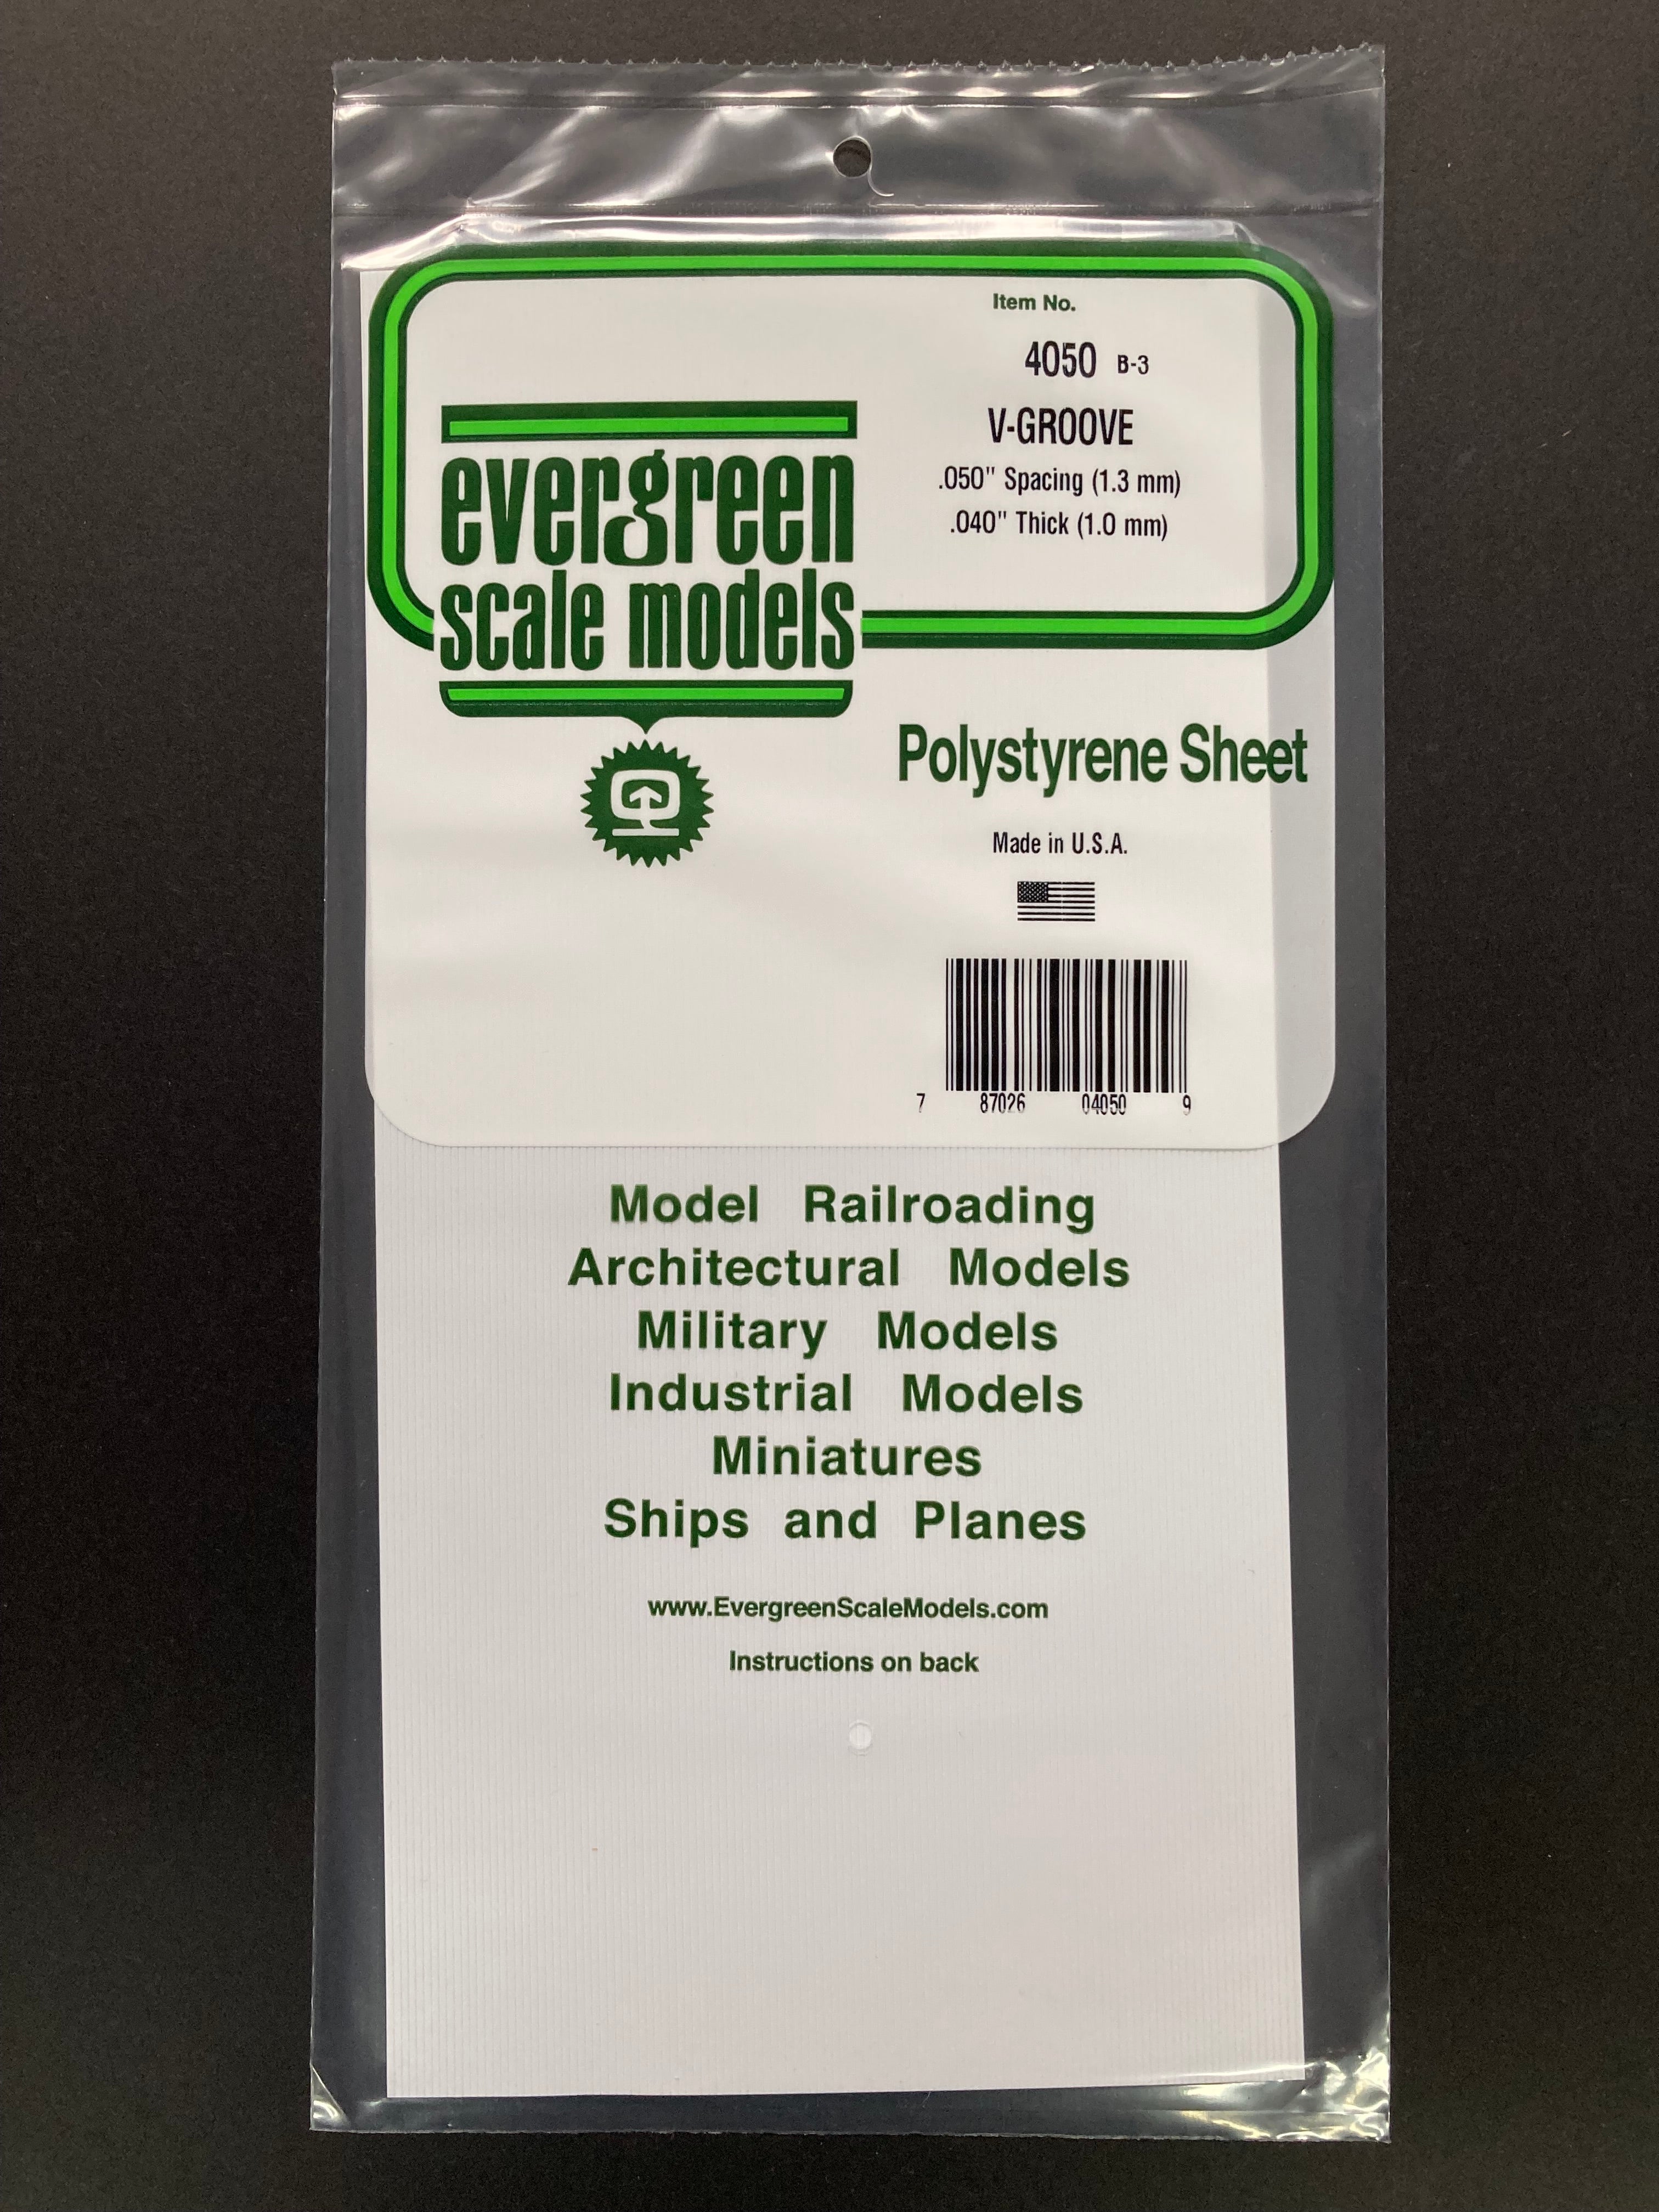 Item No.
4050 B-3
V-GROOVE
.050" Spacing (1.3 mm)
.040" Thick (1.0 mm)
evergreen
scale models
Polystyrene Sheet
Made in U.S.A.
7 87026 04050 9
Model Railroading
Architectural Models
Military Models
Industrial Models
Miniatures
Ships and Planes
www.EvergreenScaleModels.com
Instructions on back